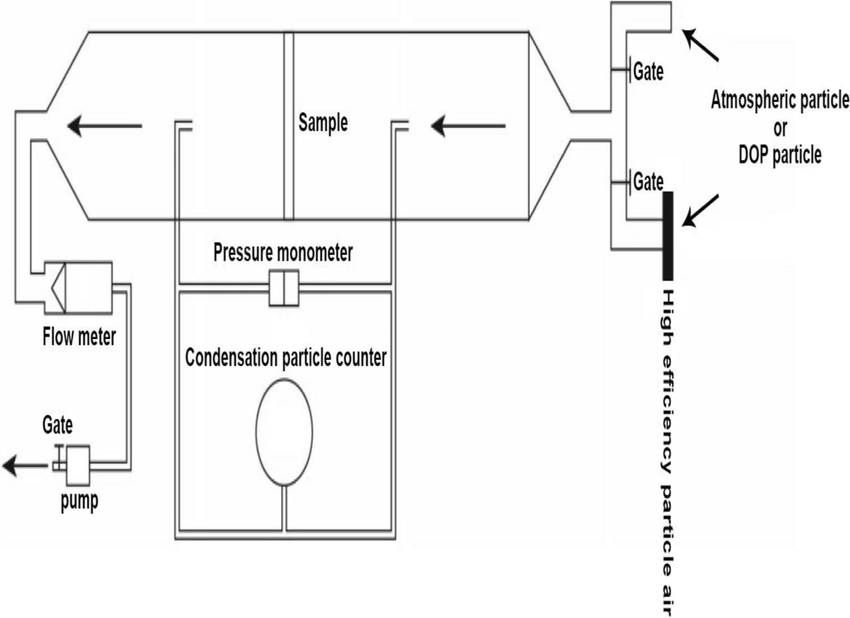 Gate
Atmospheric particle
or
DOP particle
Sample
Gate
Pressure monometer
Flow meter
Condensation particle counter
Gate
pump
High efficiency particle air